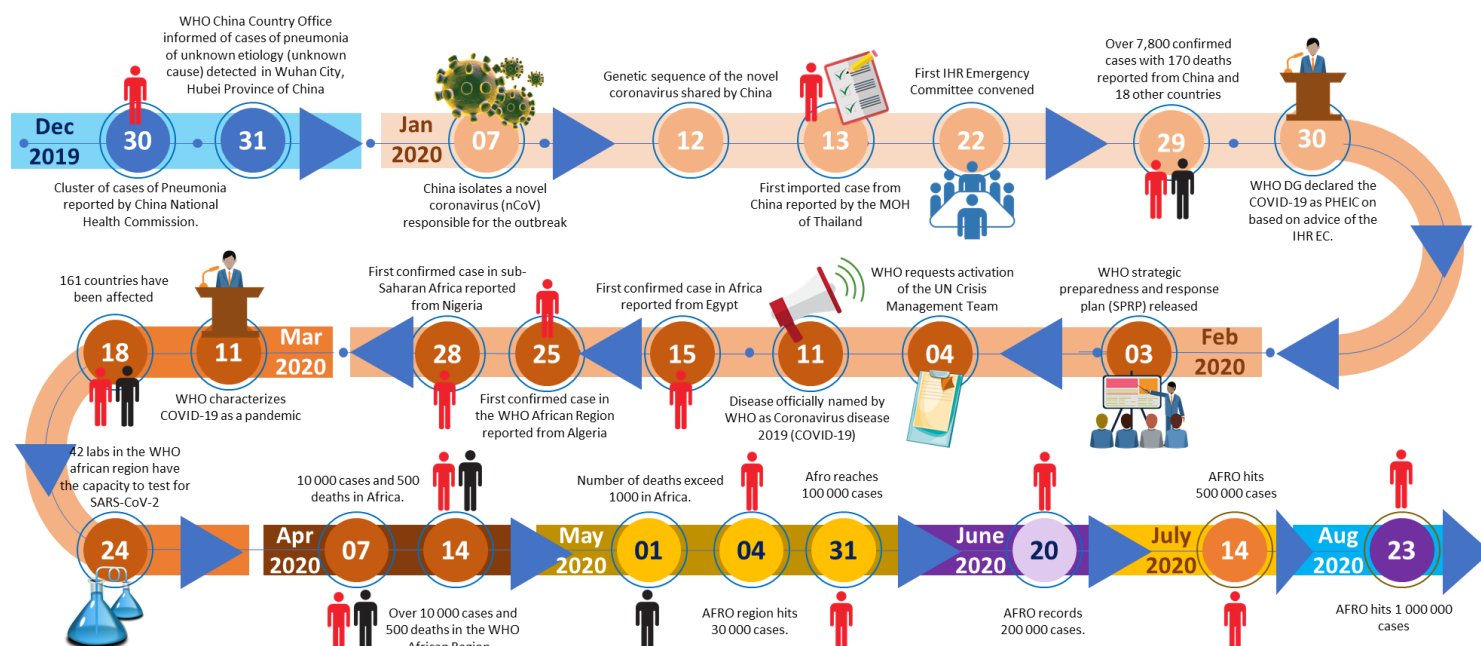 WHO China Country Office
informed of cases of pneumonia
of unknown etiology (unknown
cause) detected in Wuhan City,
Hubei Province of China
Dec
2019
30
31
Cluster of cases of Pneumonia
reported by China National
Health Commission.
Jan
2020
07
China isolates a novel
coronavirus (nCoV)
responsible for the outbreak
Genetic sequence of the novel
coronavirus shared by China
12
13
First imported case from
China reported by the MOH
of Thailand
First IHR Emergency
Committee convened
22
Over 7,800 confirmed
cases with 170 deaths
reported from China and
18 other countries
29
30
WHO DG declared the
COVID-19 as PHEIC on
based on advice of the
IHR EC.
Feb
2020
WHO strategic
preparedness and response
plan (SPRP) released
03
WHO requests activation
of the UN Crisis
Management Team
04
11
Disease officially named by
WHO as Coronavirus disease
2019 (COVID-19)
First confirmed case in Africa
reported from Egypt
15
25
First confirmed case in
the WHO African Region
reported from Algeria
First confirmed case in sub-
Saharan Africa reported
from Nigeria
28
Mar
2020
11
WHO characterizes
COVID-19 as a pandemic
161 countries have
been affected
18
42 labs in the WHO
african region have
the capacity to test for
SARS-CoV-2
24
Apr
2020
10 000 cases and 500
deaths in Africa.
07
14
Over 10 000 cases and
500 deaths in the WHO
African Region
May
2020
Number of deaths exceed
1000 in Africa.
01
04
AFRO region hits
30 000 cases.
Afro reaches
100 000 cases
31
June
2020
20
AFRO records
200 000 cases.
July
2020
AFRO hits
500 000 cases
14
Aug
2020
23
AFRO hits 1 000 000
cases